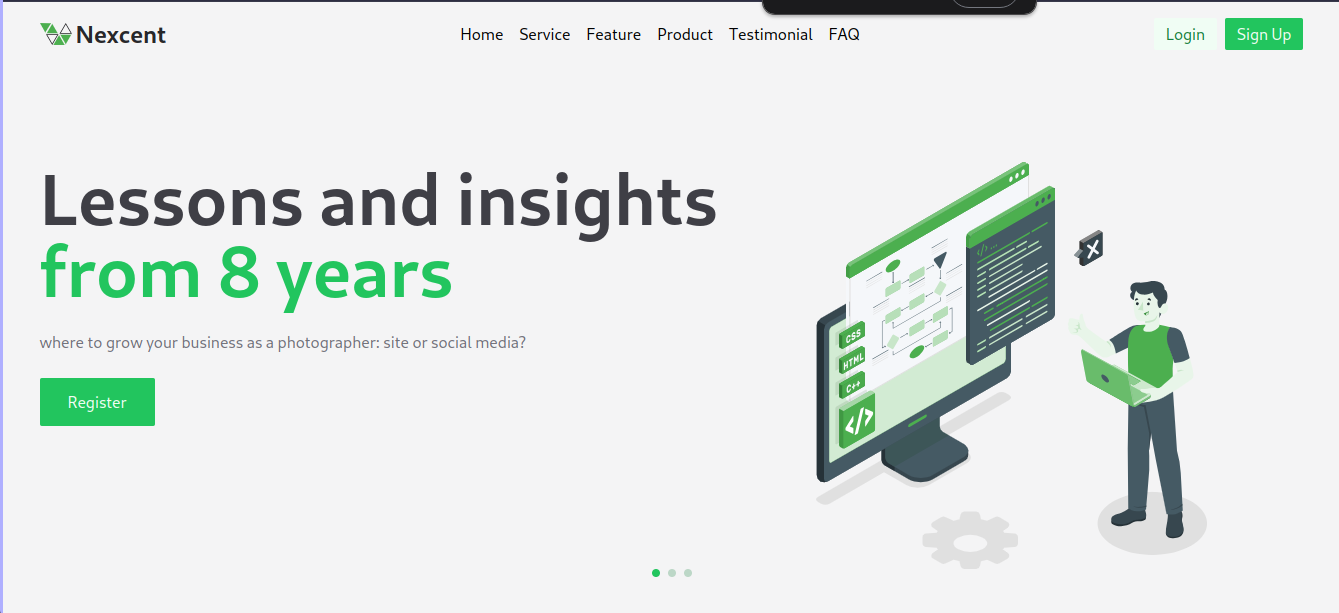 Nexcent
Home Service Feature Product Testimonial FAQ
Login Sign Up
Lessons and insights
from 8 years
where to grow your business as a photographer: site or social media?
Register
</>...
CSS
HTML
C++
</>
X